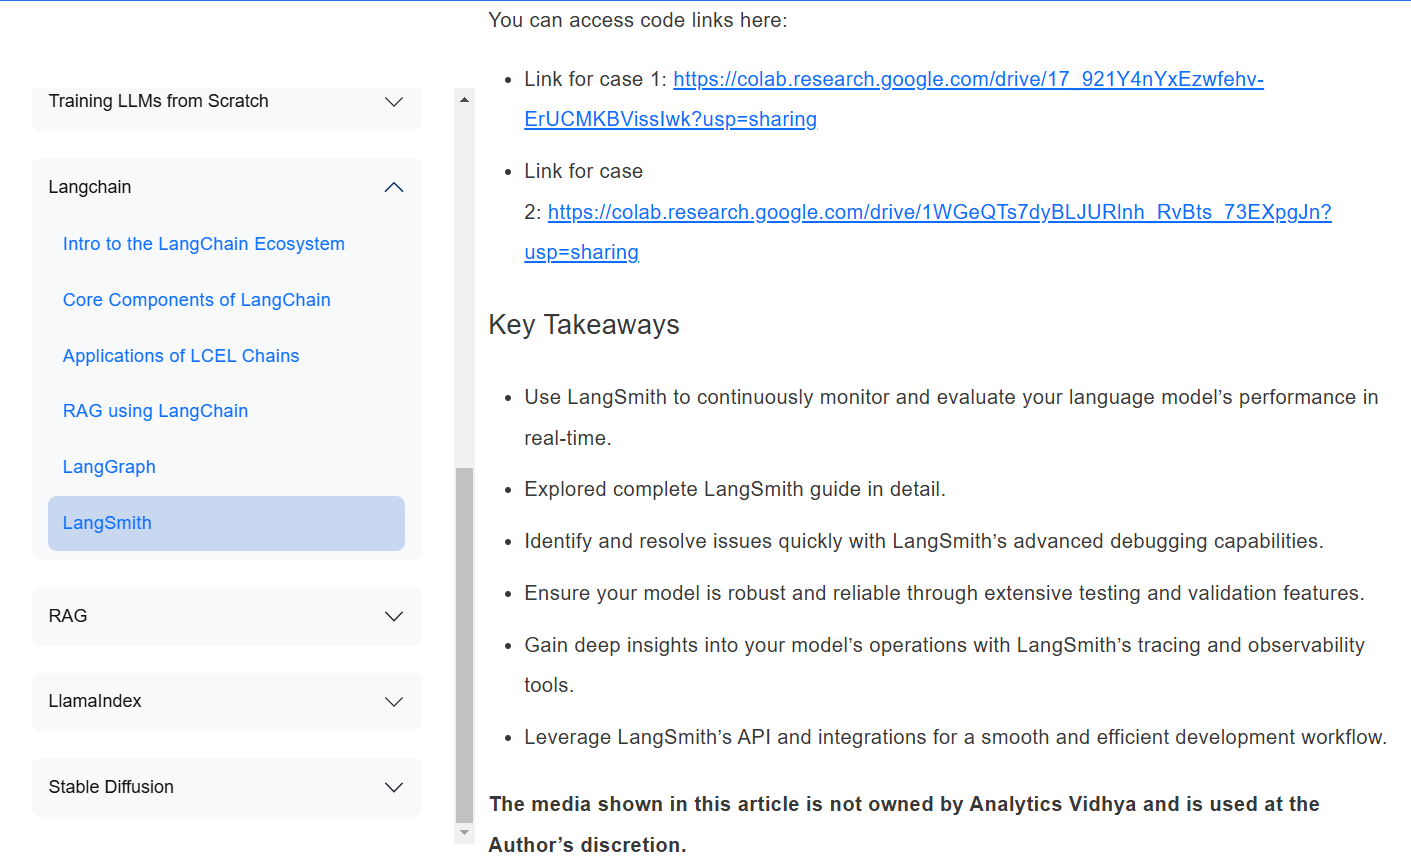 Training LLMs from Scratch
Langchain
Intro to the LangChain Ecosystem
Core Components of LangChain
Applications of LCEL Chains
RAG using LangChain
LangGraph
LangSmith
RAG
LlamaIndex
Stable Diffusion
You can access code links here:
Link for case 1: https://colab.research.google.com/drive/17_921Y4nYxEzwfehv-
ErUCMKBVissIwk?usp=sharing
Link for case
2: https://colab.research.google.com/drive/1WGeQTs7dyBLJURlnh_RvBts_73EXpgJn?
usp=sharing
Key Takeaways
Use LangSmith to continuously monitor and evaluate your language model’s performance in
real-time.
Explored complete LangSmith guide in detail.
Identify and resolve issues quickly with LangSmith’s advanced debugging capabilities.
Ensure your model is robust and reliable through extensive testing and validation features.
Gain deep insights into your model’s operations with LangSmith’s tracing and observability
tools.
Leverage LangSmith’s API and integrations for a smooth and efficient development workflow.
The media shown in this article is not owned by Analytics Vidhya and is used at the
Author’s discretion.